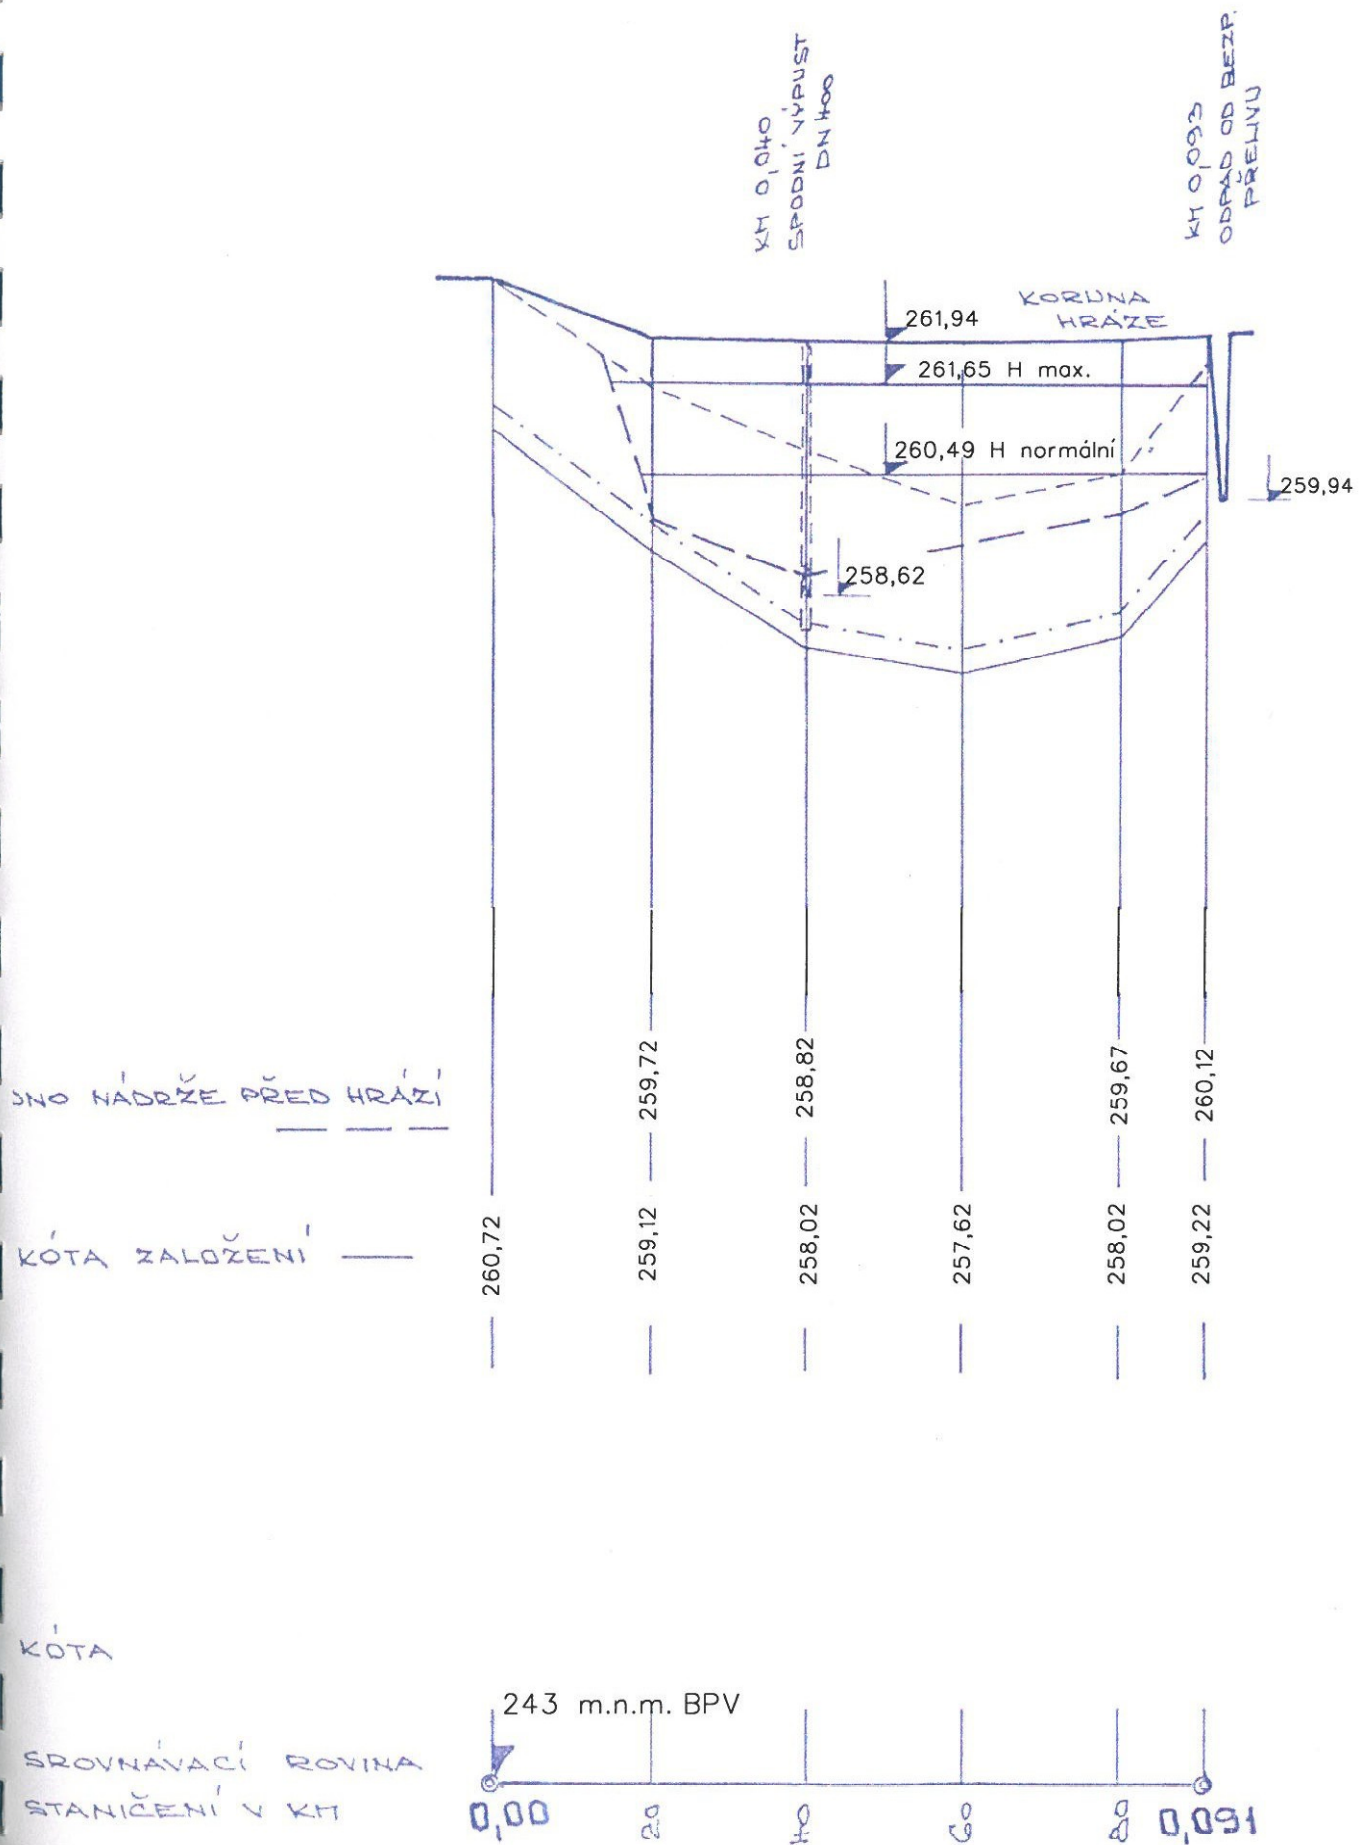 KM 0,040
SPODNÍ VÝPUST
DN 400
KM 0,093
ODPAD OD BEZP.
PŘELIVU
KORUNA
HRÁZE
261,94
261,65 H max.
260,49 H normální
259,94
258,62
DNO NÁDRŽE PŘED HRÁZÍ
259,72
258,82
259,67
260,12
KÓTA ZALOŽENÍ
260,72
259,12
258,02
257,62
258,02
259,22
KÓTA
243 m.n.m. BPV
SROVNÁVACÍ ROVINA
STANIČENÍ V KM
0,00
20
40
60
80
0,091